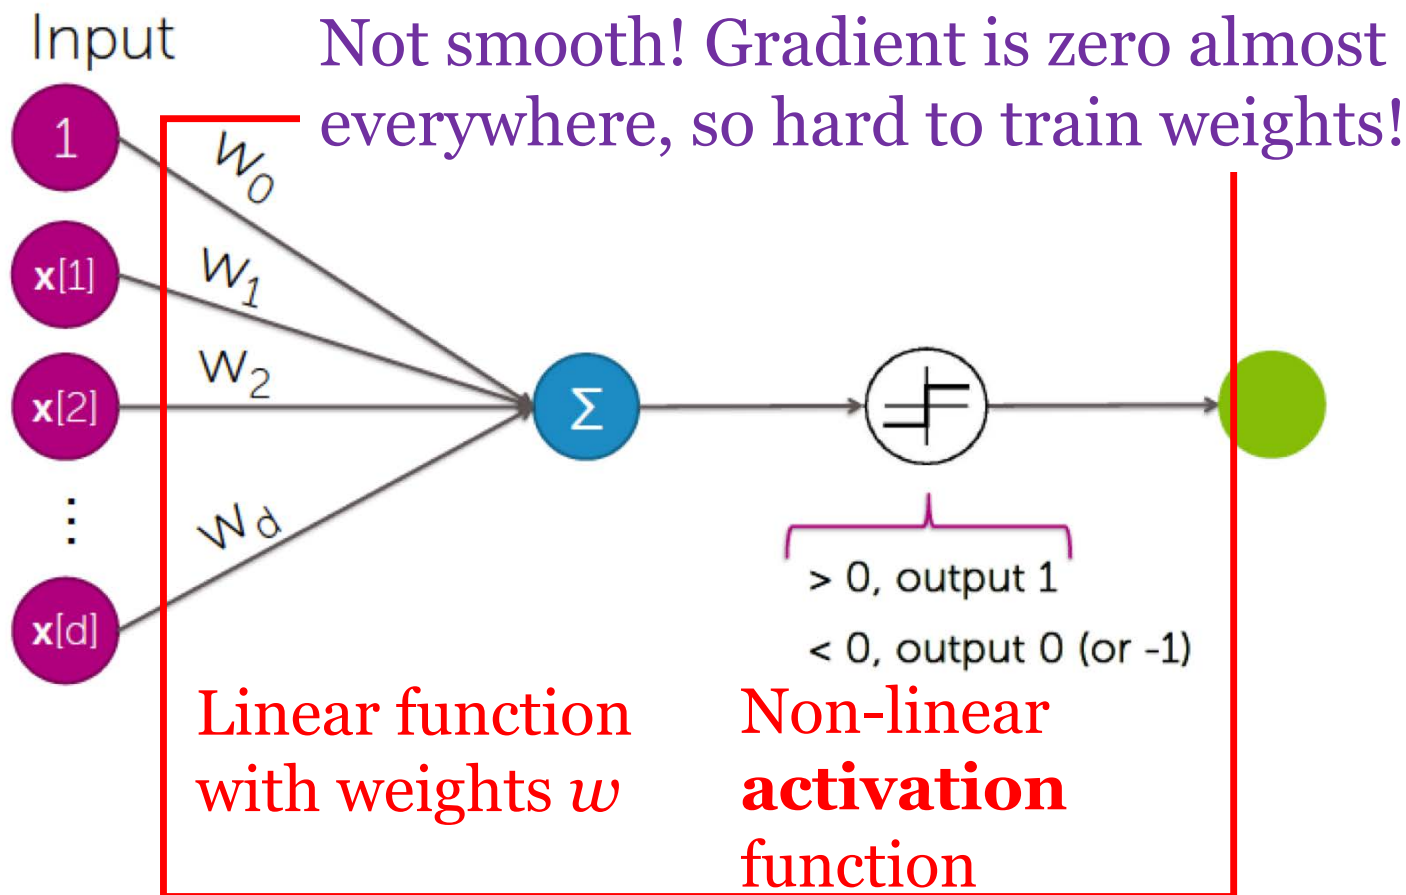 Input
Not smooth! Gradient is zero almost
everywhere, so hard to train weights!
1
W₀
x[1]
W₁
x[2]
W₂
Σ
⋮
W_d
x[d]
> 0, output 1
< 0, output 0 (or -1)
Linear function
with weights w
Non-linear
activation
function